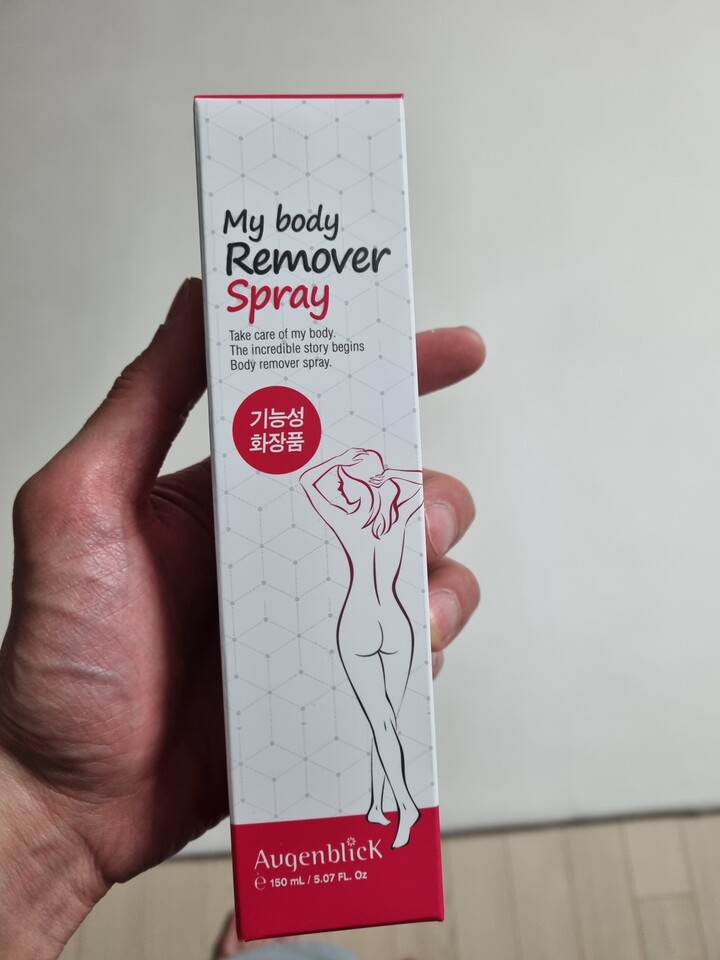 My body
Remover
Spray
Take care of my body.
The incredible story begins
Body remover spray.
기능성
화장품
AugenblicK
℮ 150 mL / 5.07 FL. Oz